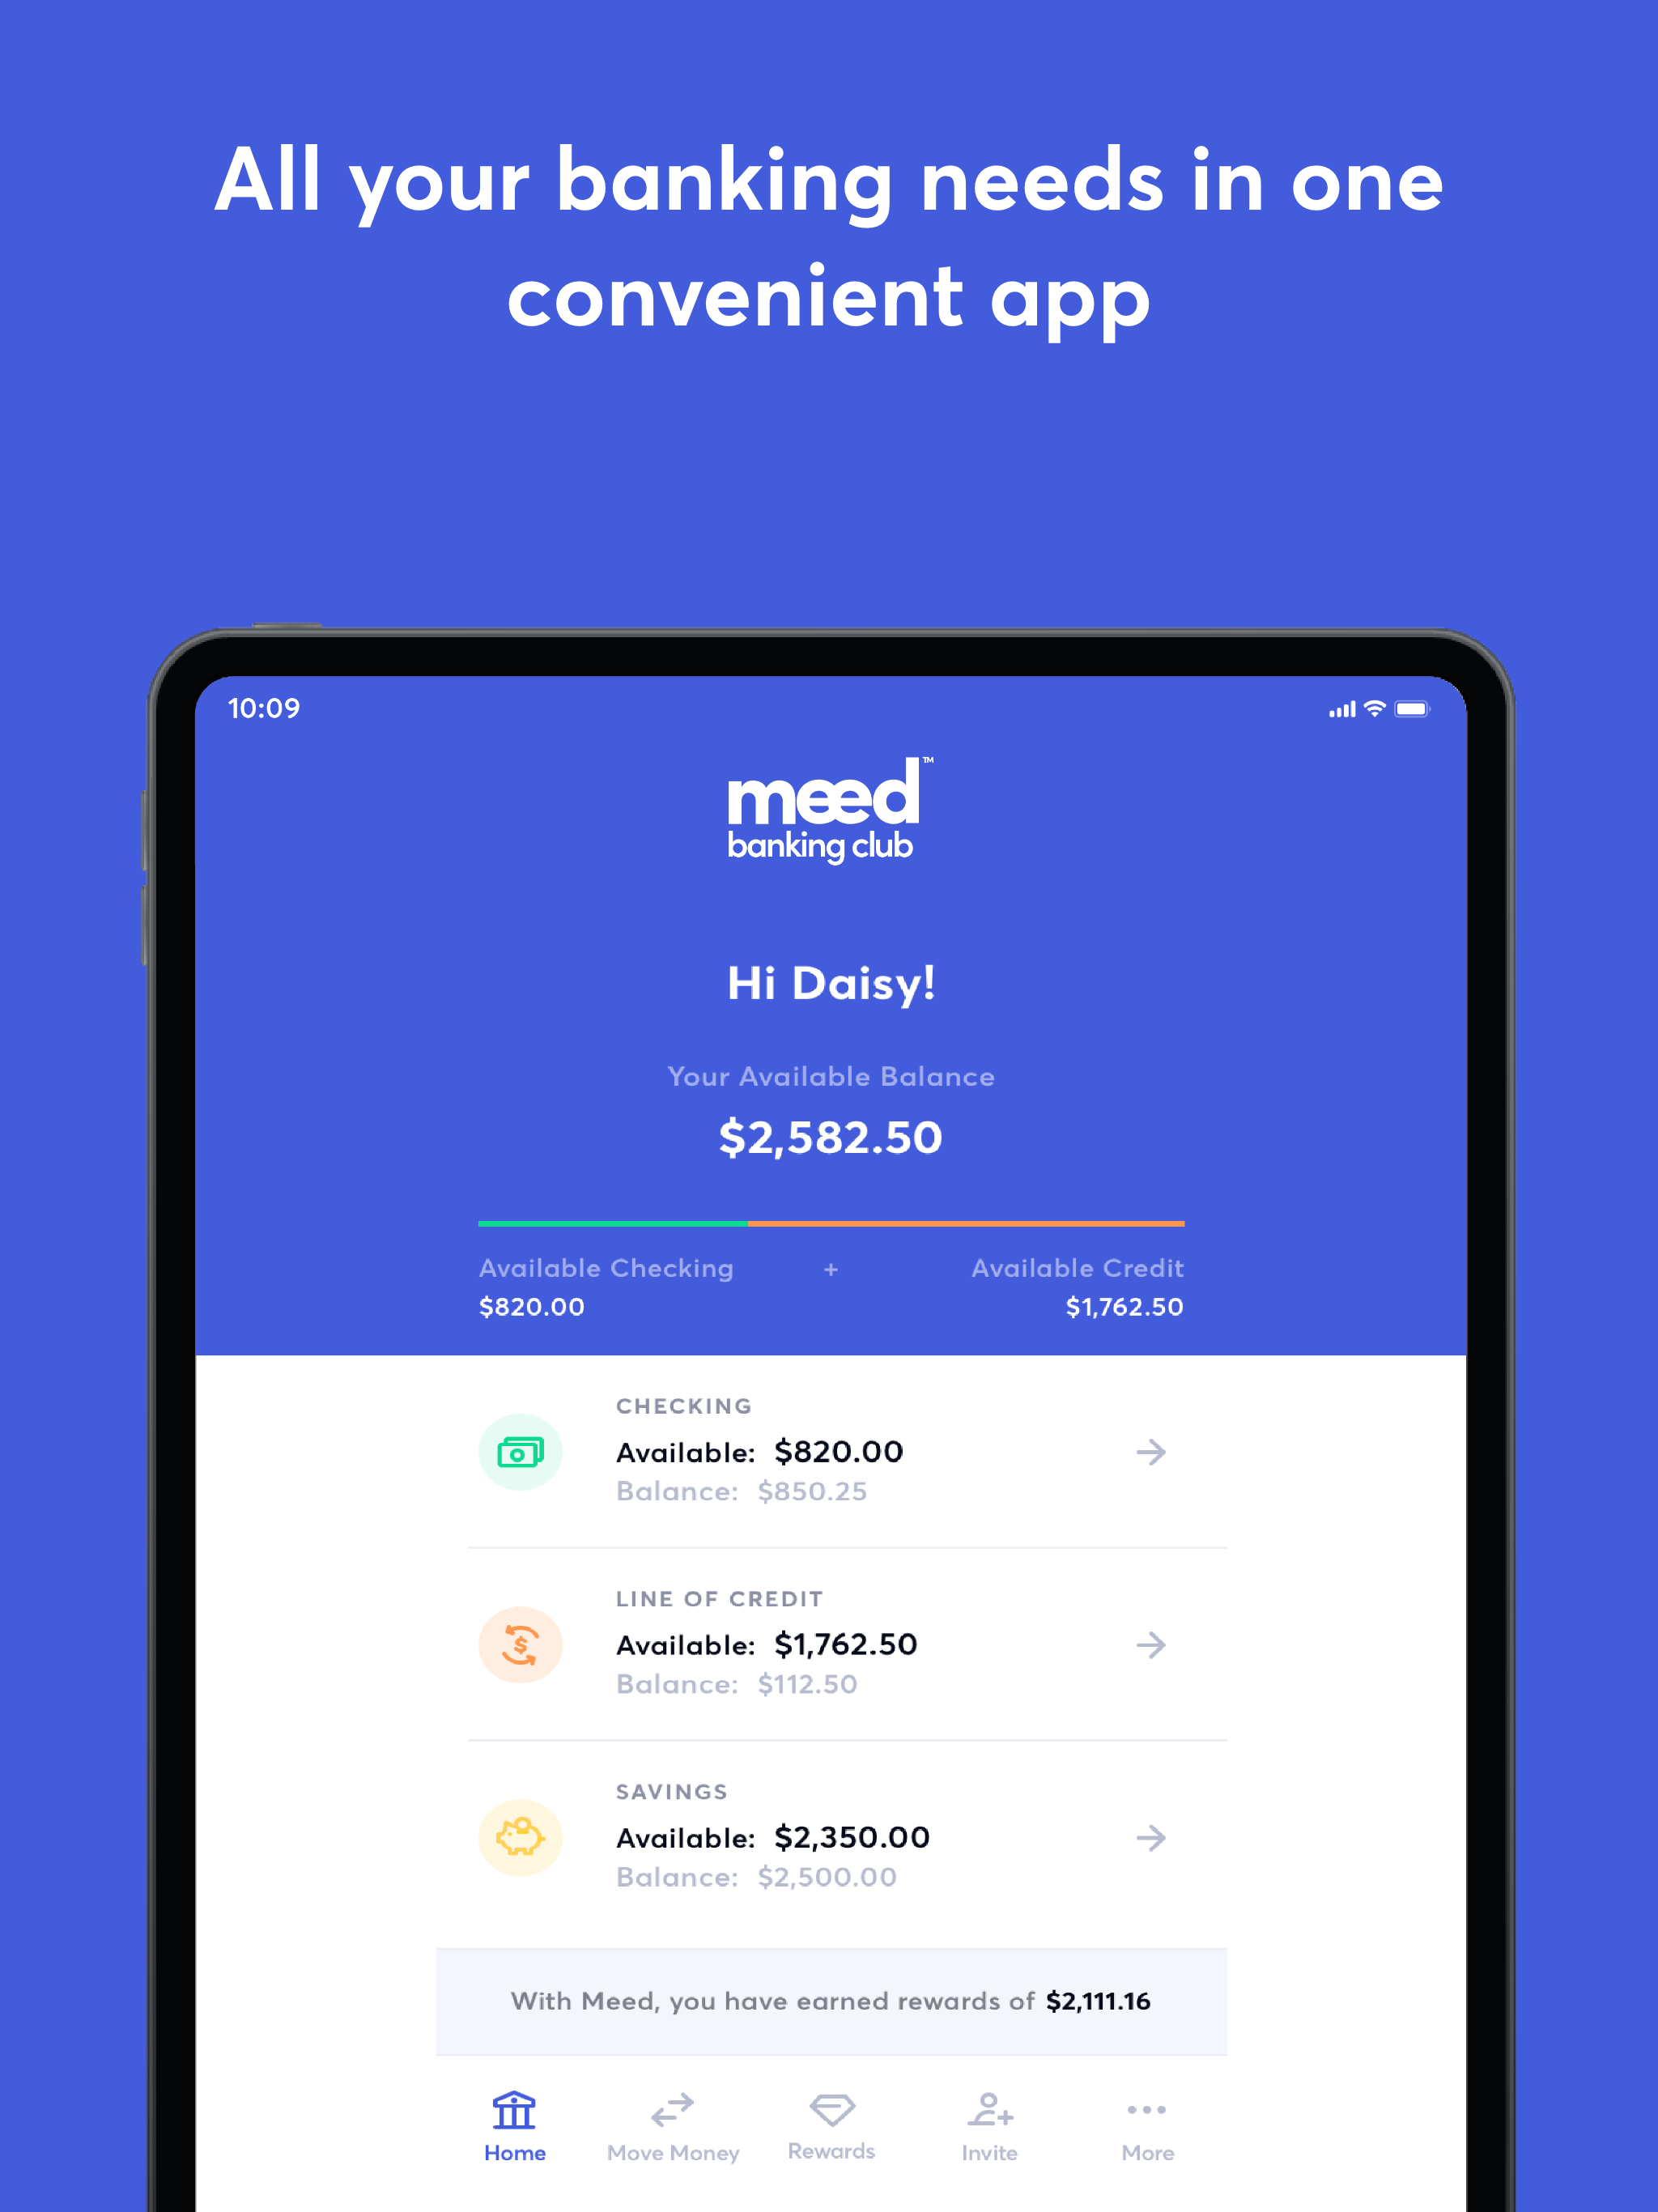 All your banking needs in one
convenient app
10:09
meed™
banking club
Hi Daisy!
Your Available Balance
$2,582.50
Available Checking + Available Credit
$820.00 $1,762.50
CHECKING
Available: $820.00
Balance: $850.25
LINE OF CREDIT
Available: $1,762.50
Balance: $112.50
SAVINGS
Available: $2,350.00
Balance: $2,500.00
With Meed, you have earned rewards of $2,111.16
Home Move Money Rewards Invite More